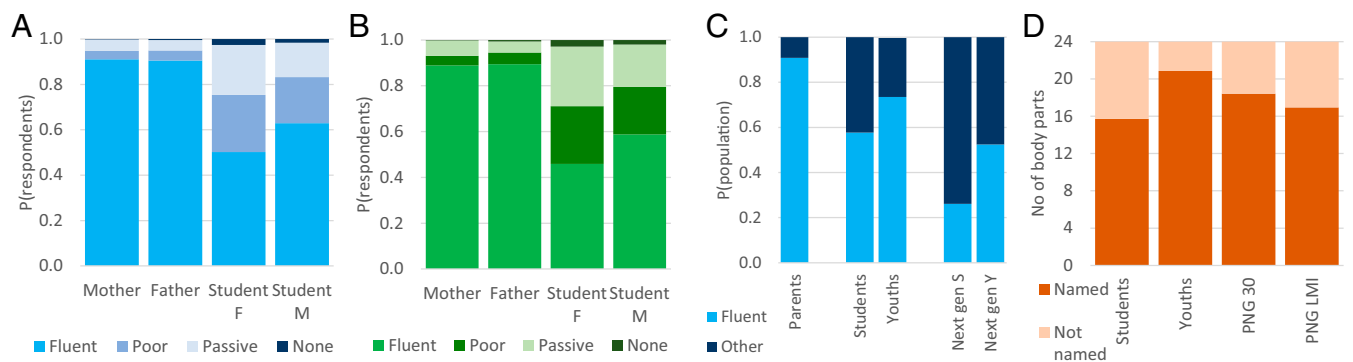 A
P(respondents)
1.0
0.8
0.6
0.4
0.2
0.0
Mother Father Student Student
F M
Fluent Poor Passive None
B
P(respondents)
1.0
0.8
0.6
0.4
0.2
0.0
Mother Father Student Student
F M
Fluent Poor Passive None
C
P(population)
1.0
0.8
0.6
0.4
0.2
0.0
Parents
Students
Youths
Next gen S
Next gen Y
Fluent
Other
D
No of body parts
24
20
16
12
8
4
0
Students
Youths
PNG 30
PNG LMI
Named
Not
named